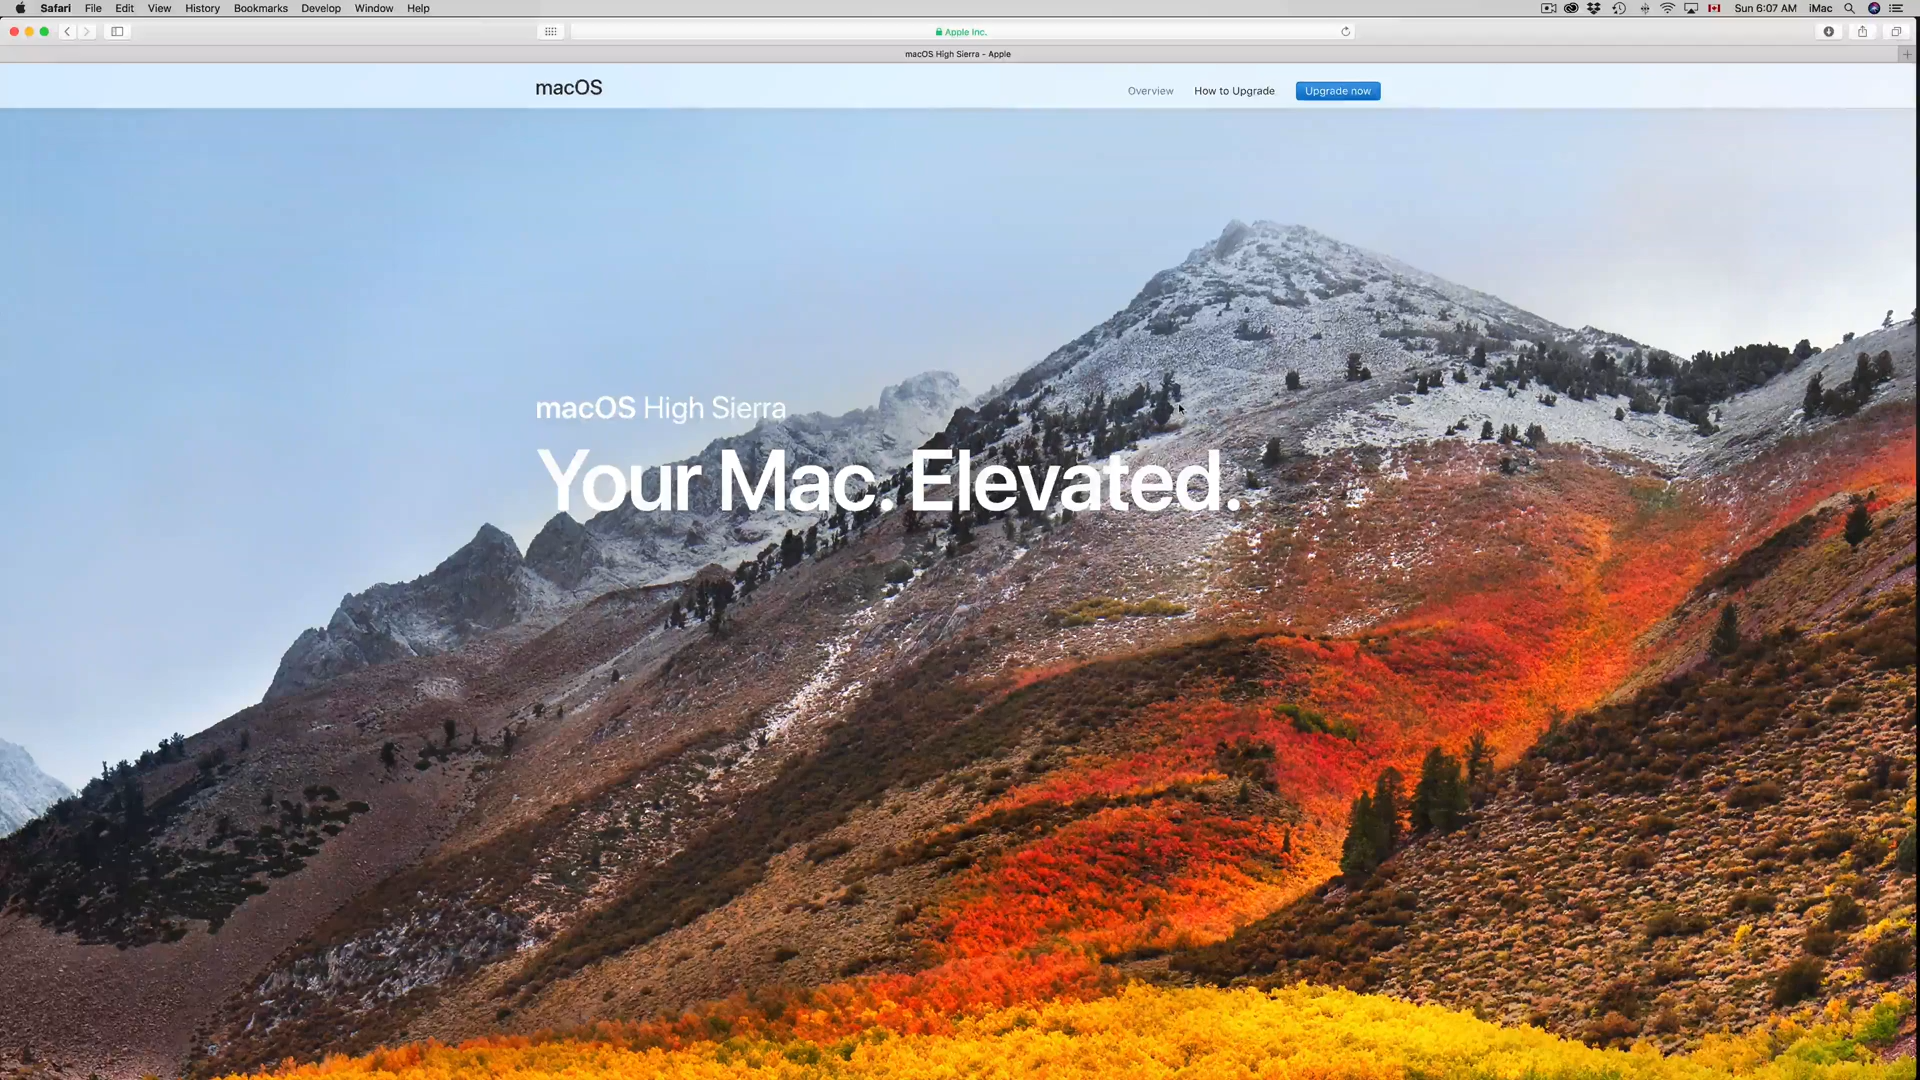 Safari File Edit View History Bookmarks Develop Window Help Sun 6:07 AM iMac
Apple Inc.
macOS High Sierra - Apple
macOS Overview How to Upgrade Upgrade now
macOS High Sierra
Your Mac. Elevated.